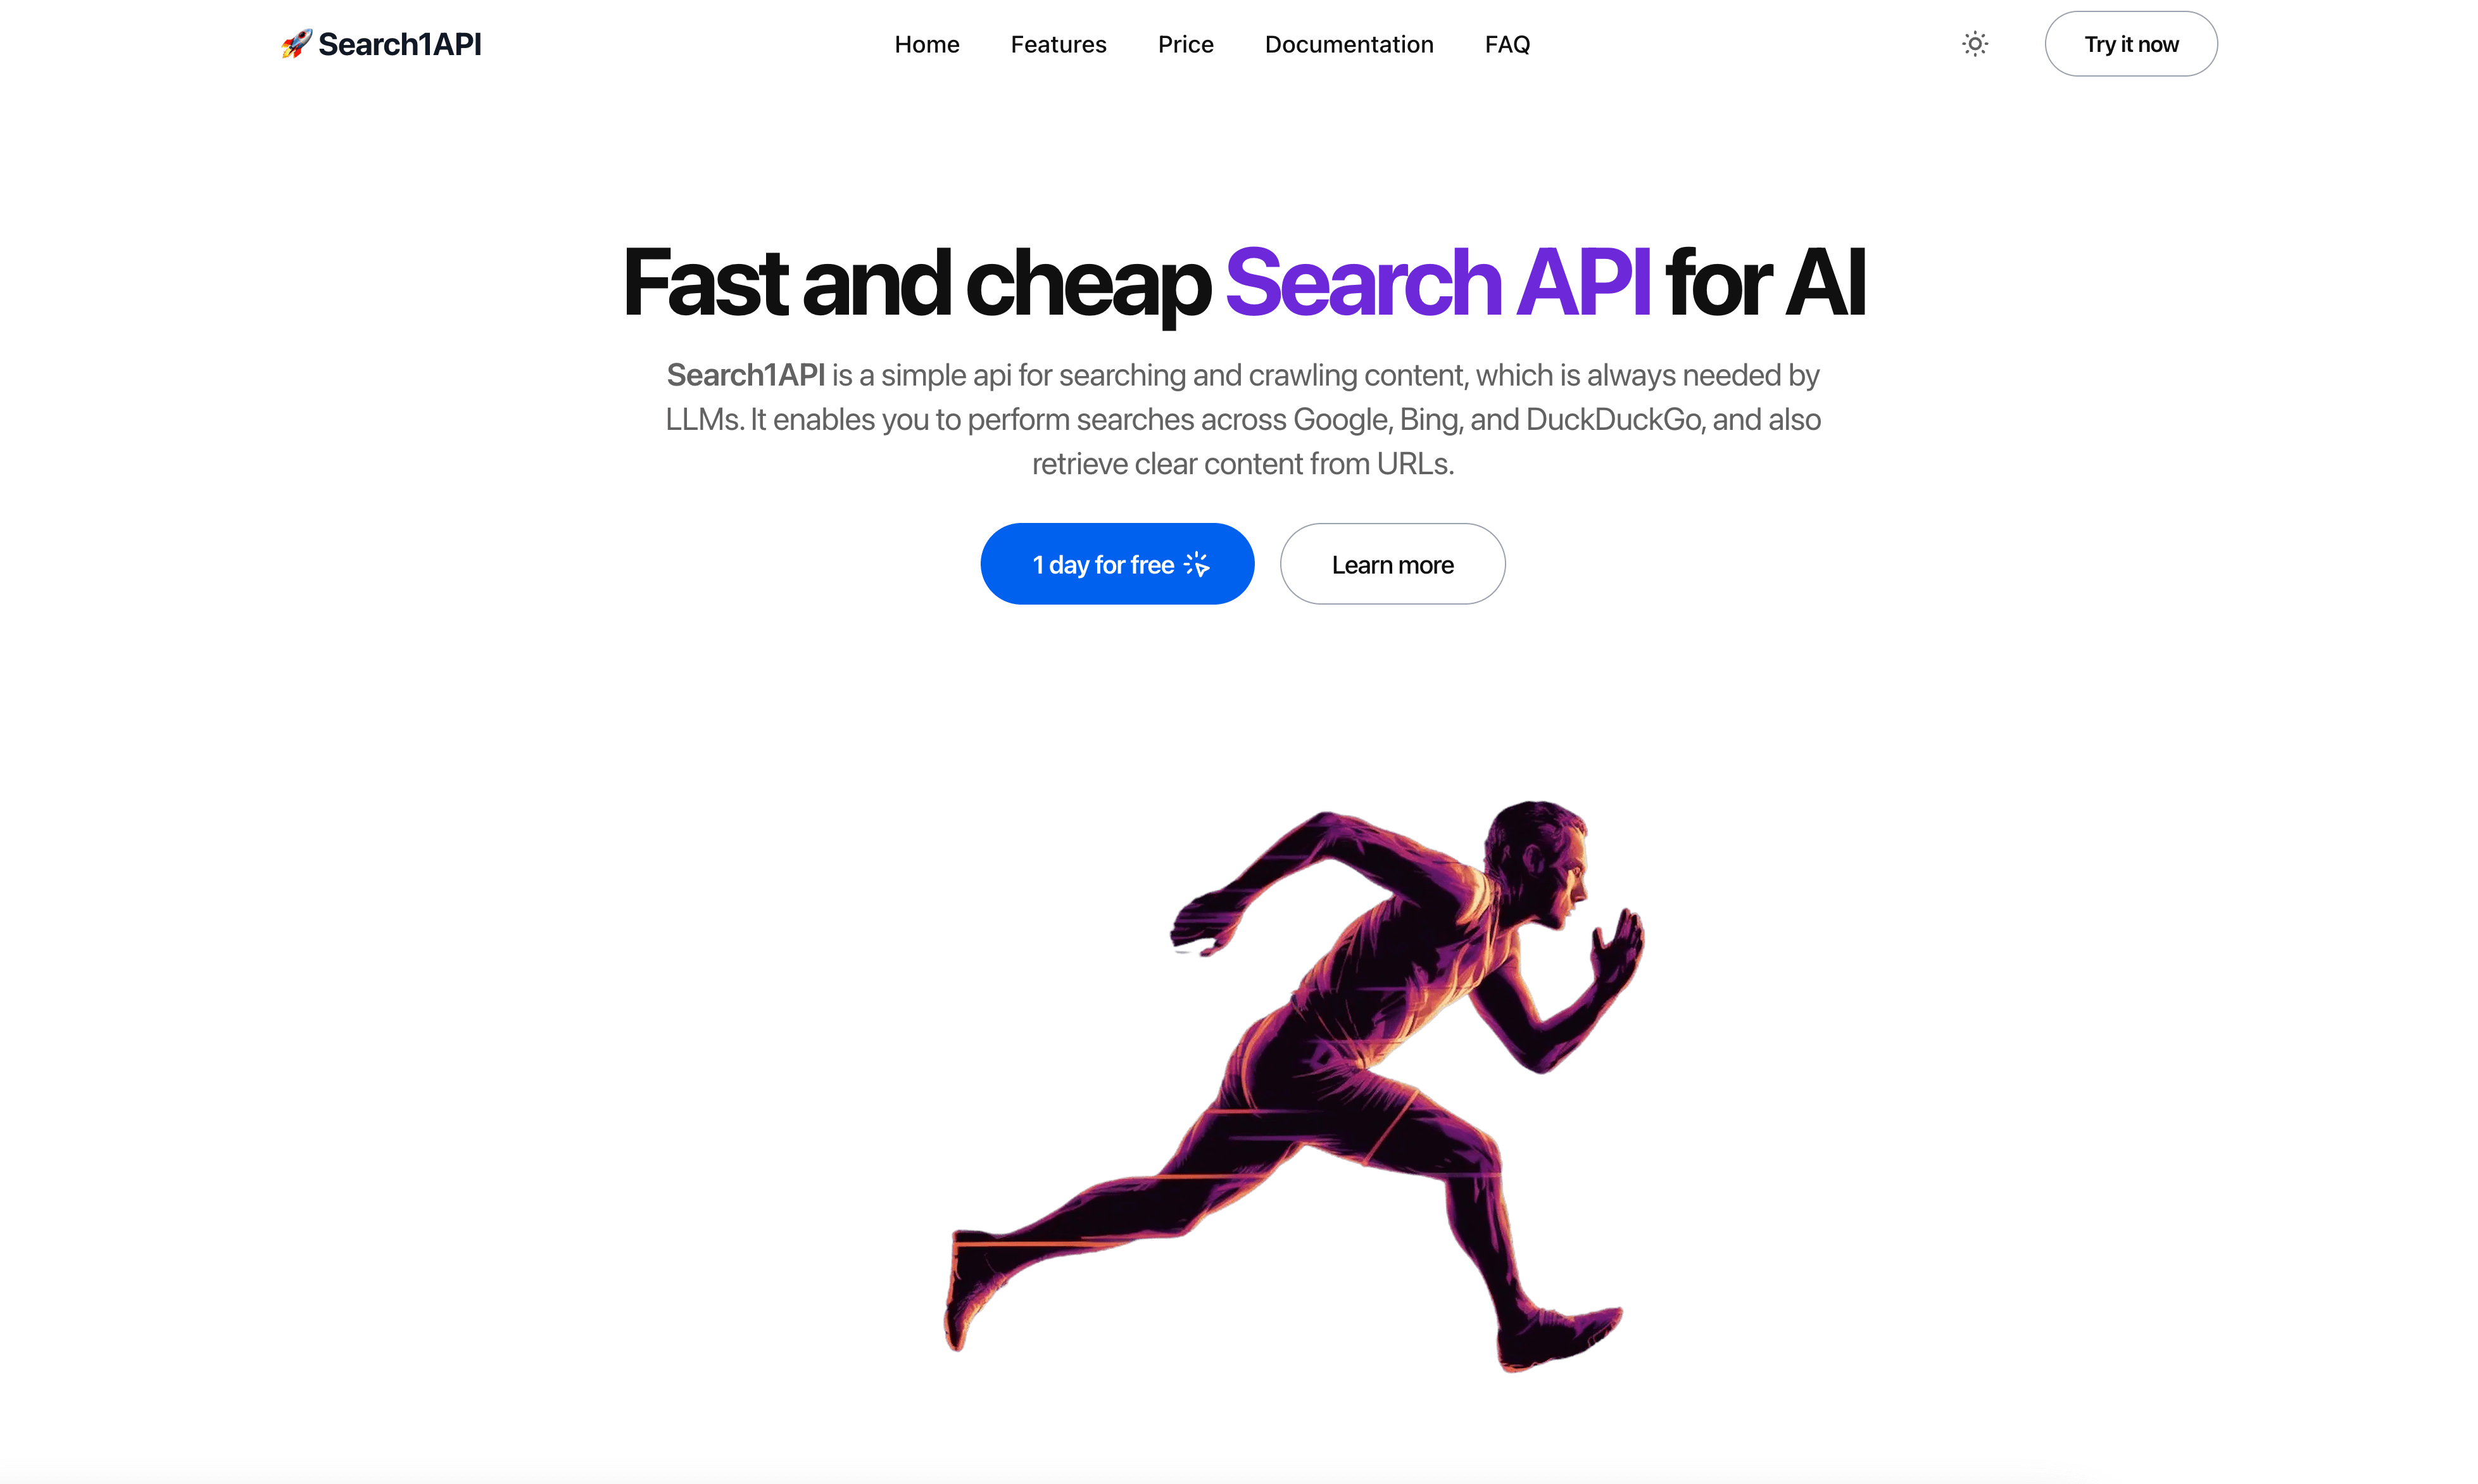 🚀 Search1API
Home Features Price Documentation FAQ
Try it now
Fast and cheap Search API for AI
Search1API is a simple api for searching and crawling content, which is always needed by
LLMs. It enables you to perform searches across Google, Bing, and DuckDuckGo, and also
retrieve clear content from URLs.
1 day for free
Learn more